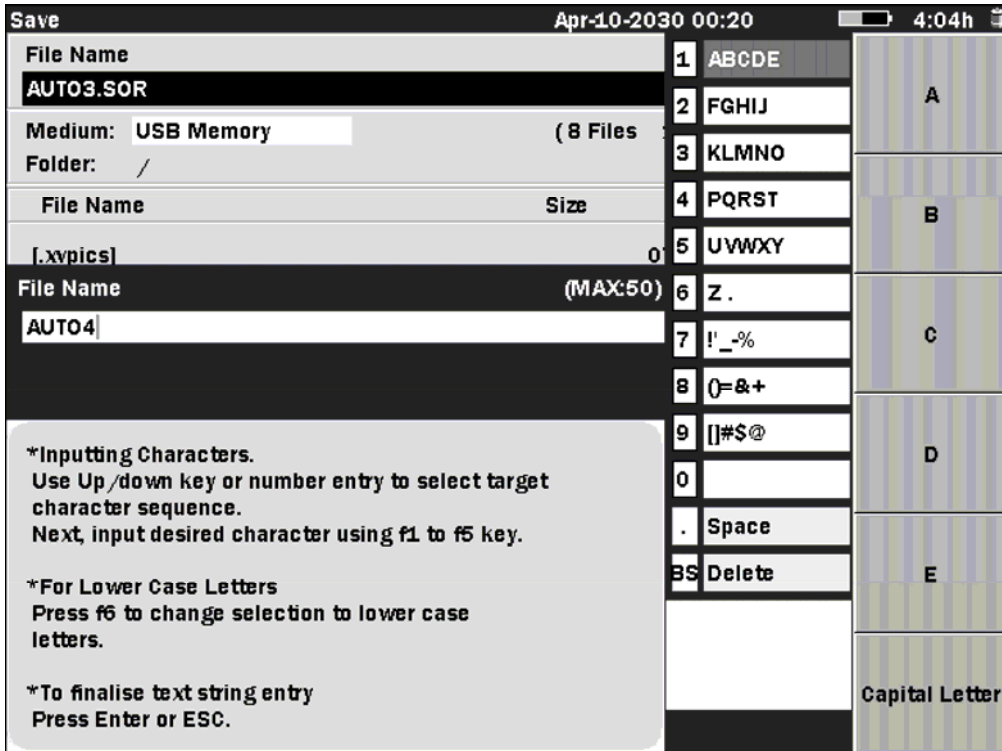 Save
Apr-10-2030 00:20
4:04h
File Name
AUTO3.SOR
Medium: USB Memory
(8 Files
Folder: /
File Name
Size
[.xvpics]
File Name
(MAX:50)
AUTO4
*Inputting Characters.
Use Up/down key or number entry to select target
character sequence.
Next, input desired character using f1 to f5 key.
*For Lower Case Letters
Press f6 to change selection to lower case
letters.
*To finalise text string entry
Press Enter or ESC.
1 ABCDE
2 FGHIJ
3 KLMNO
4 PQRST
5 UVWXY
6 Z .
7 !'_-%
8 ()=&+
9 []#$@
0
. Space
BS Delete
A
B
C
D
E
Capital Letter